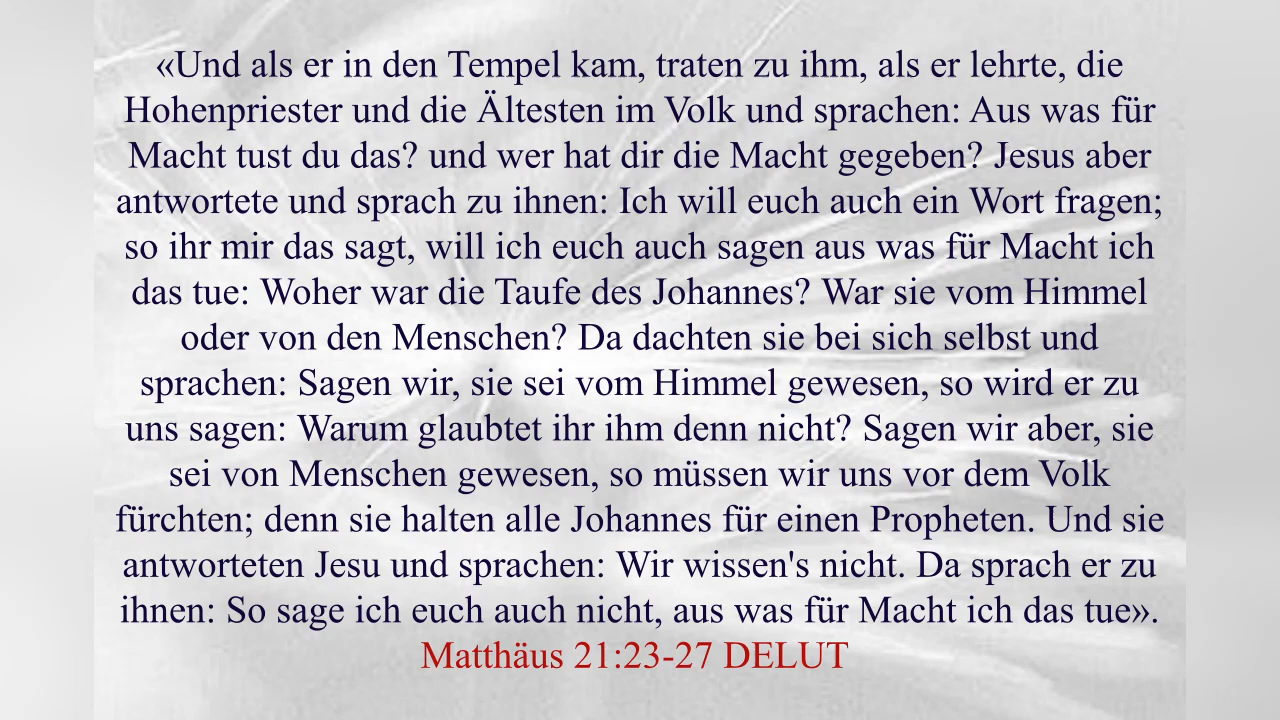 «Und als er in den Tempel kam, traten zu ihm, als er lehrte, die
Hohenpriester und die Ältesten im Volk und sprachen: Aus was für
Macht tust du das? und wer hat dir die Macht gegeben? Jesus aber
antwortete und sprach zu ihnen: Ich will euch auch ein Wort fragen;
so ihr mir das sagt, will ich euch auch sagen aus was für Macht ich
das tue: Woher war die Taufe des Johannes? War sie vom Himmel
oder von den Menschen? Da dachten sie bei sich selbst und
sprachen: Sagen wir, sie sei vom Himmel gewesen, so wird er zu
uns sagen: Warum glaubtet ihr ihm denn nicht? Sagen wir aber, sie
sei von Menschen gewesen, so müssen wir uns vor dem Volk
fürchten; denn sie halten alle Johannes für einen Propheten. Und sie
antworteten Jesu und sprachen: Wir wissen's nicht. Da sprach er zu
ihnen: So sage ich euch auch nicht, aus was für Macht ich das tue».
Matthäus 21:23-27 DELUT